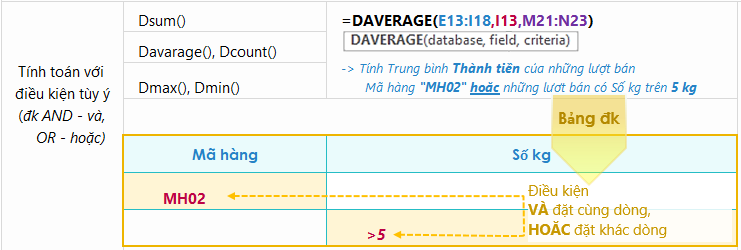 Tính toán với
điều kiện tùy ý
(đk AND - và,
OR - hoặc)
Dsum()
Davarage(), Dcount()
Dmax(), Dmin()
=DAVERAGE(E13:I18,I13,M21:N23)
DAVERAGE(database, field, criteria)
-> Tính Trung bình Thành tiền của những lượt bán
Mã hàng "MH02" hoặc những lượt bán có Số kg trên 5 kg
Bảng đk
Mã hàng
Số kg
MH02
>5
Điều kiện
VÀ đặt cùng dòng,
HOẶC đặt khác dòng